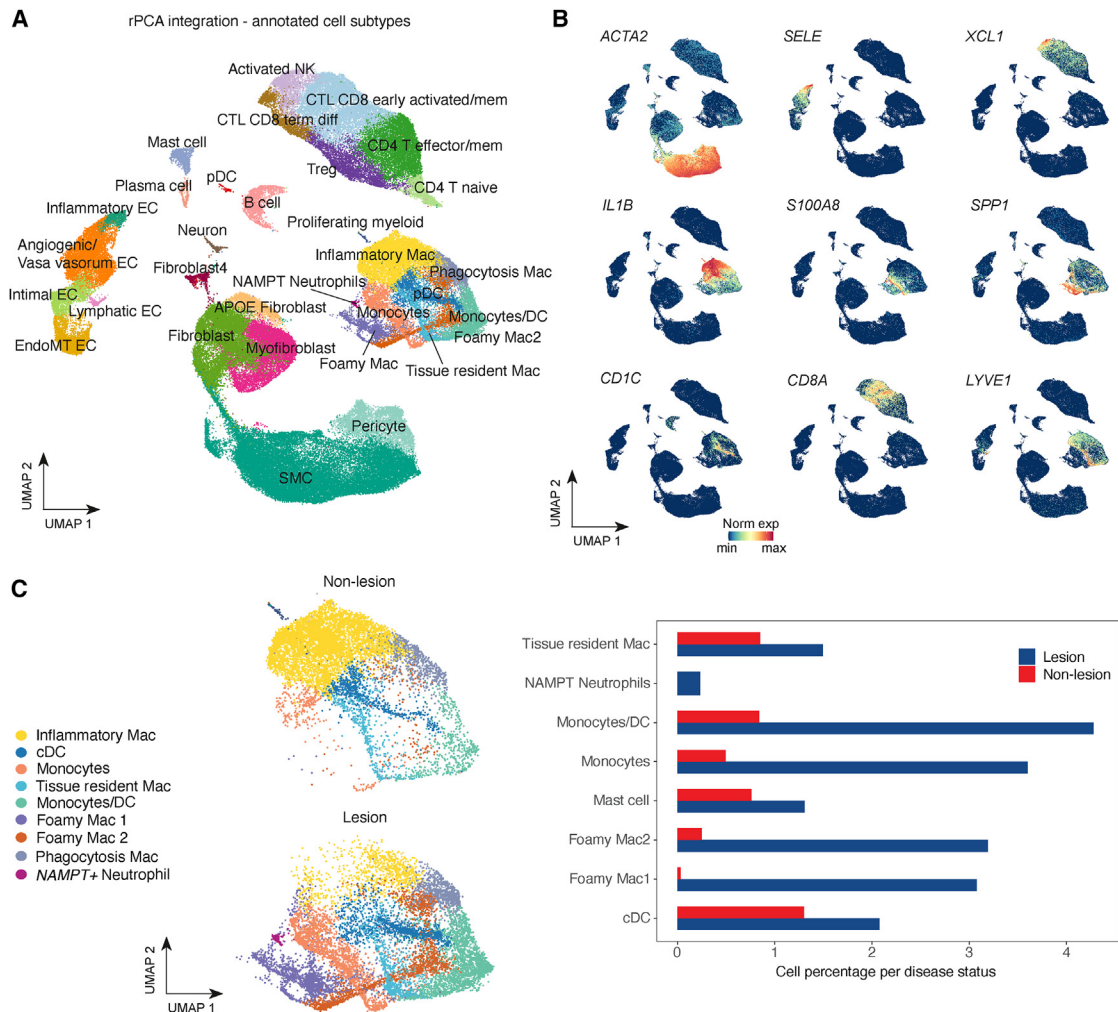 A
rPCA integration - annotated cell subtypes
Activated NK
CTL CD8 early activated/mem
CTL CD8 term diff
CD4 T effector/mem
Mast cell
Treg
Plasma cell
pDC
CD4 T naive
Inflammatory EC
B cell
Proliferating myeloid
Neuron
Angiogenic/
Vasa vasorum EC
Inflammatory Mac
Fibroblast4
Phagocytosis Mac
NAMPT Neutrophils
pDC
Intimal EC
APOE Fibroblast
Monocytes
Lymphatic EC
Monocytes/DC
Fibroblast
Foamy Mac2
EndoMT EC
Myofibroblast
Foamy Mac
Tissue resident Mac
Pericyte
SMC
UMAP 2
UMAP 1
B
ACTA2
SELE
XCL1
IL1B
S100A8
SPP1
CD1C
CD8A
LYVE1
UMAP 2
UMAP 1
Norm exp
min max
C
Non-lesion
Inflammatory Mac
cDC
Monocytes
Tissue resident Mac
Monocytes/DC
Foamy Mac 1
Foamy Mac 2
Phagocytosis Mac
NAMPT+ Neutrophil
Lesion
UMAP 2
UMAP 1
Tissue resident Mac
NAMPT Neutrophils
Monocytes/DC
Monocytes
Mast cell
Foamy Mac2
Foamy Mac1
cDC
Lesion
Non-lesion
0 1 2 3 4
Cell percentage per disease status